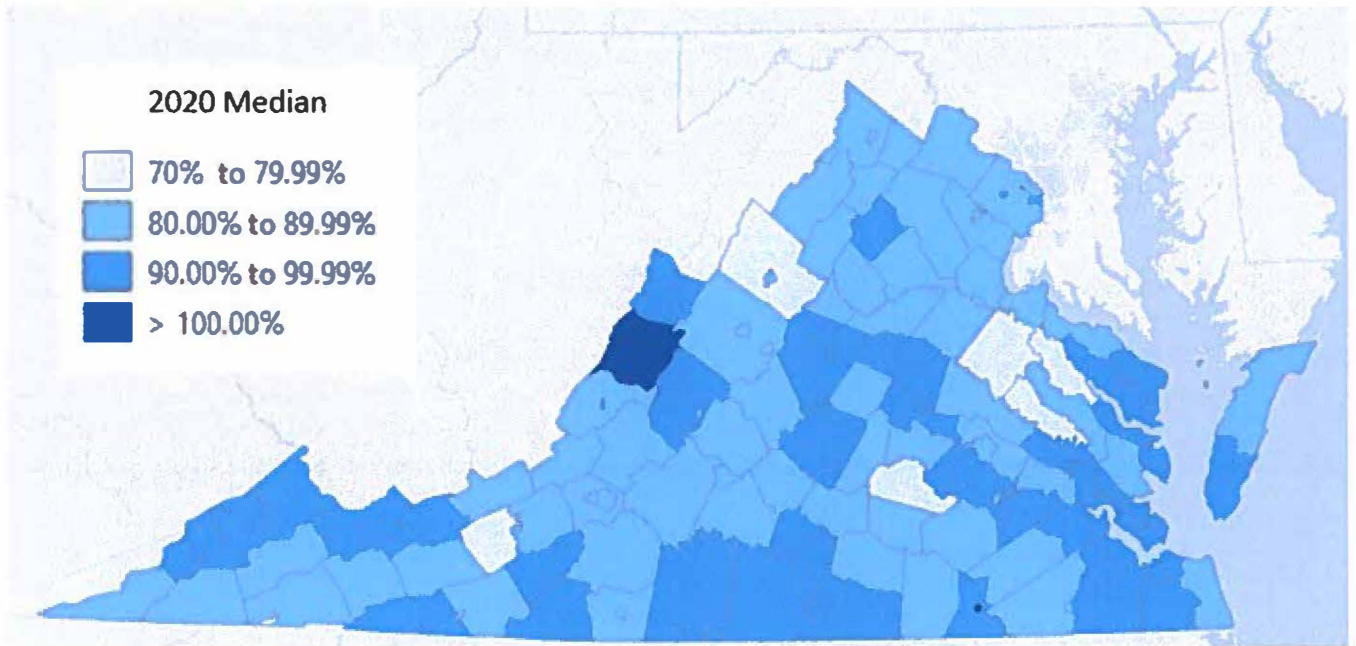 2020 Median
70% to 79.99%
80.00% to 89.99%
90.00% to 99.99%
> 100.00%